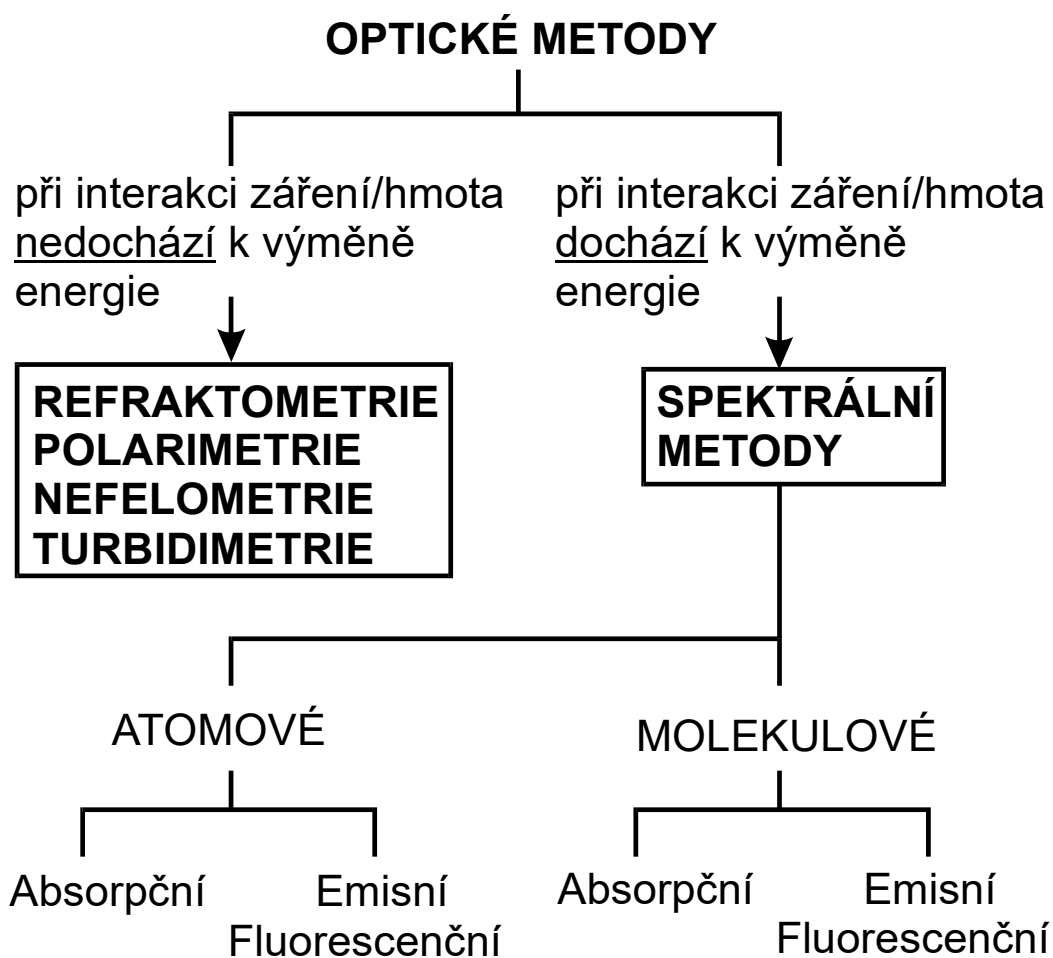 OPTICKÉ METODY
při interakci záření/hmota
nedochází k výměně
energie
při interakci záření/hmota
dochází k výměně
energie
REFRAKTOMETRIE
POLARIMETRIE
NEFELOMETRIE
TURBIDIMETRIE
SPEKTRÁLNÍ
METODY
ATOMOVÉ
MOLEKULOVÉ
Absorpční
Emisní
Fluorescenční
Absorpční
Emisní
Fluorescenční